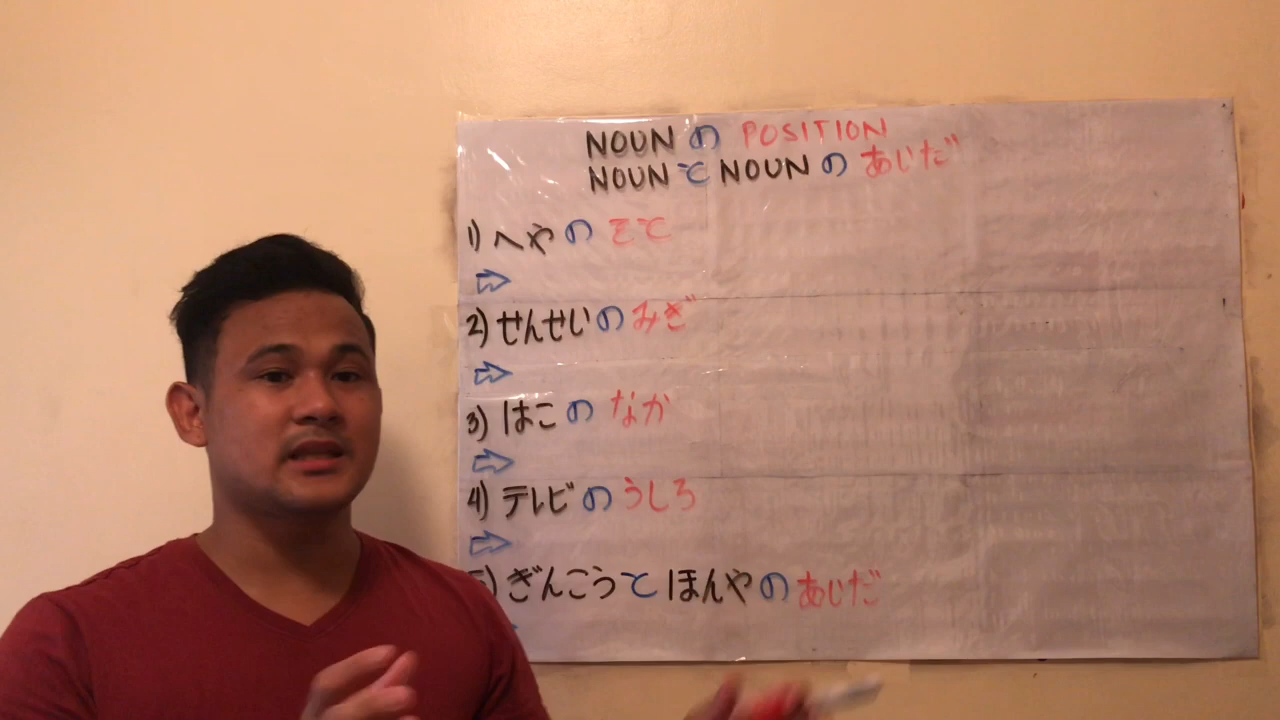 NOUN の POSITION
NOUN と NOUN の あいだ
1) へや の そと
⇨
2) せんせい の みぎ
⇨
3) はこ の なか
⇨
4) テレビ の うしろ
⇨
5) ぎんこう と ほんや の あいだ